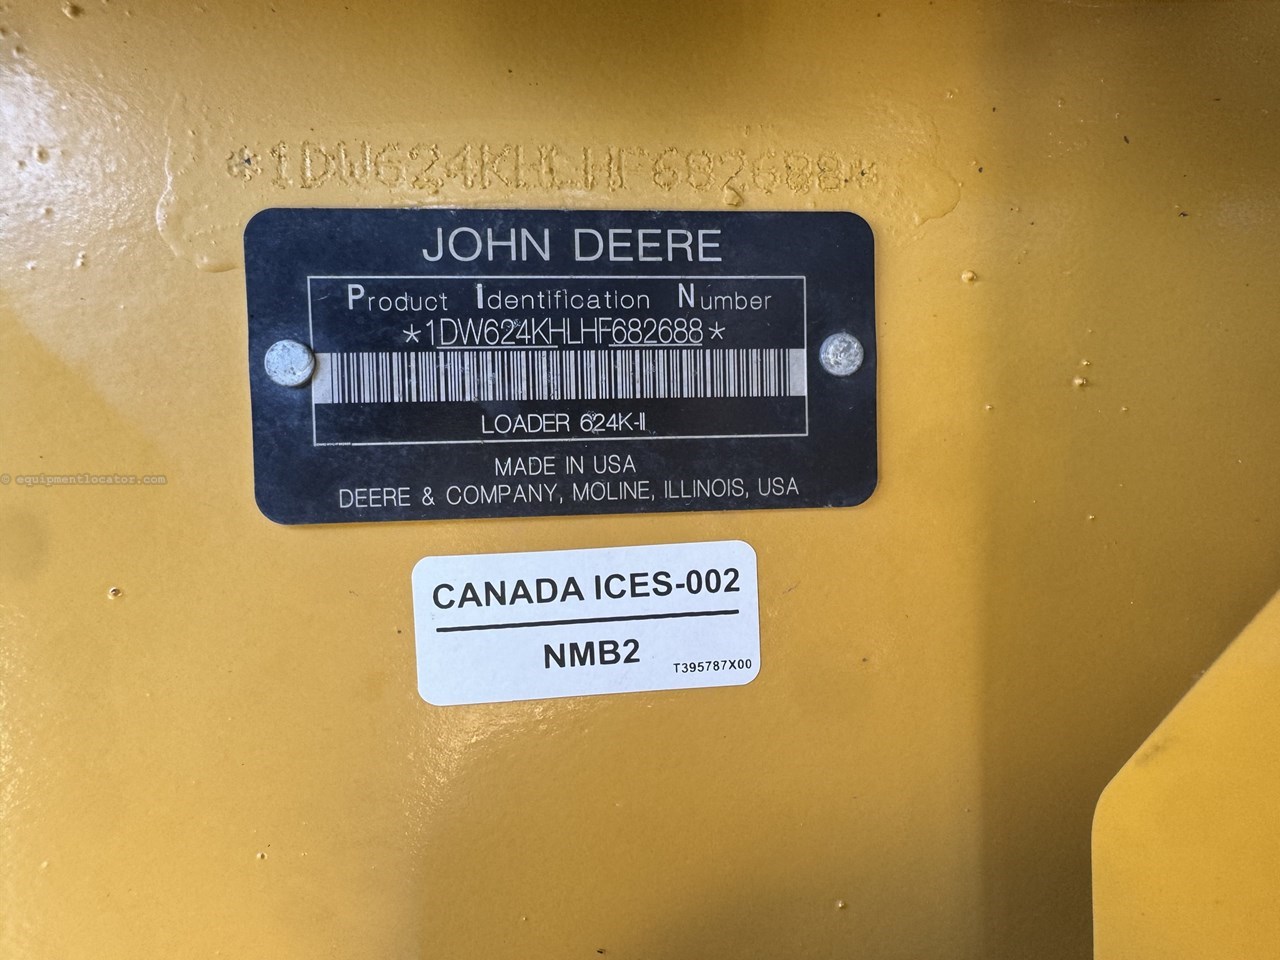 *1DW624KHLHF682688*
JOHN DEERE
Product Identification Number
*1DW624KHLHF682688*
LOADER 624K-II
MADE IN USA
DEERE & COMPANY, MOLINE, ILLINOIS, USA
© equipmentlocator.com
CANADA ICES-002
NMB2
T395787X00